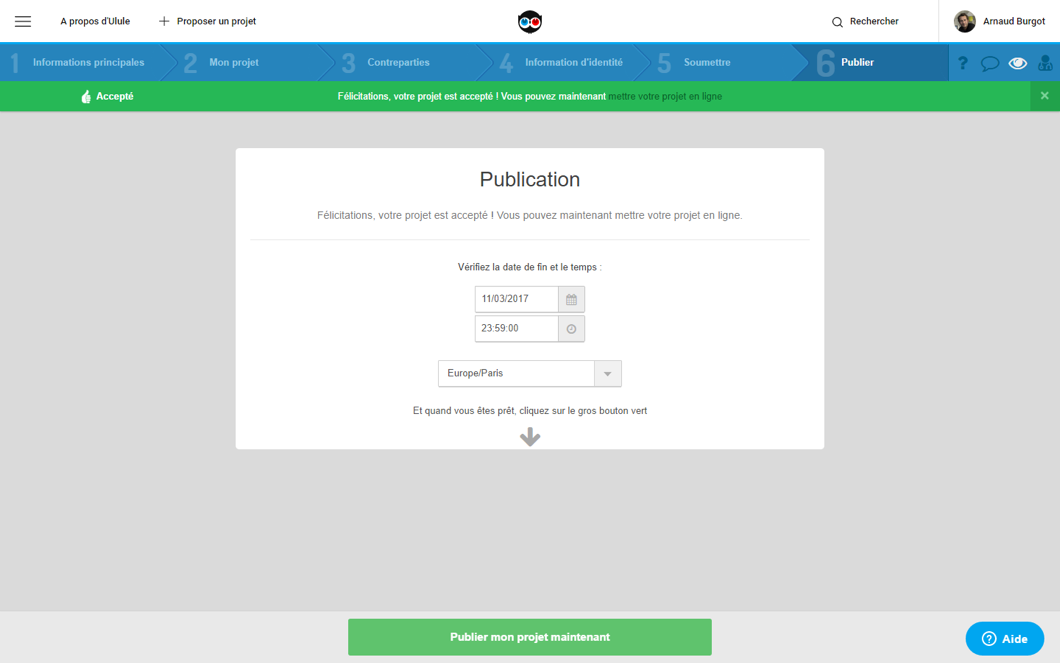 A propos d'Ulule
Proposer un projet
Rechercher
Arnaud Burgot
1 Informations principales
2 Mon projet
3 Contreparties
4 Information d'identité
5 Soumettre
6 Publier
?
Accepté
Félicitations, votre projet est accepté ! Vous pouvez maintenant mettre votre projet en ligne
×
Publication
Félicitations, votre projet est accepté ! Vous pouvez maintenant mettre votre projet en ligne.
Vérifiez la date de fin et le temps :
11/03/2017
23:59:00
Europe/Paris
Et quand vous êtes prêt, cliquez sur le gros bouton vert
Publier mon projet maintenant
? Aide